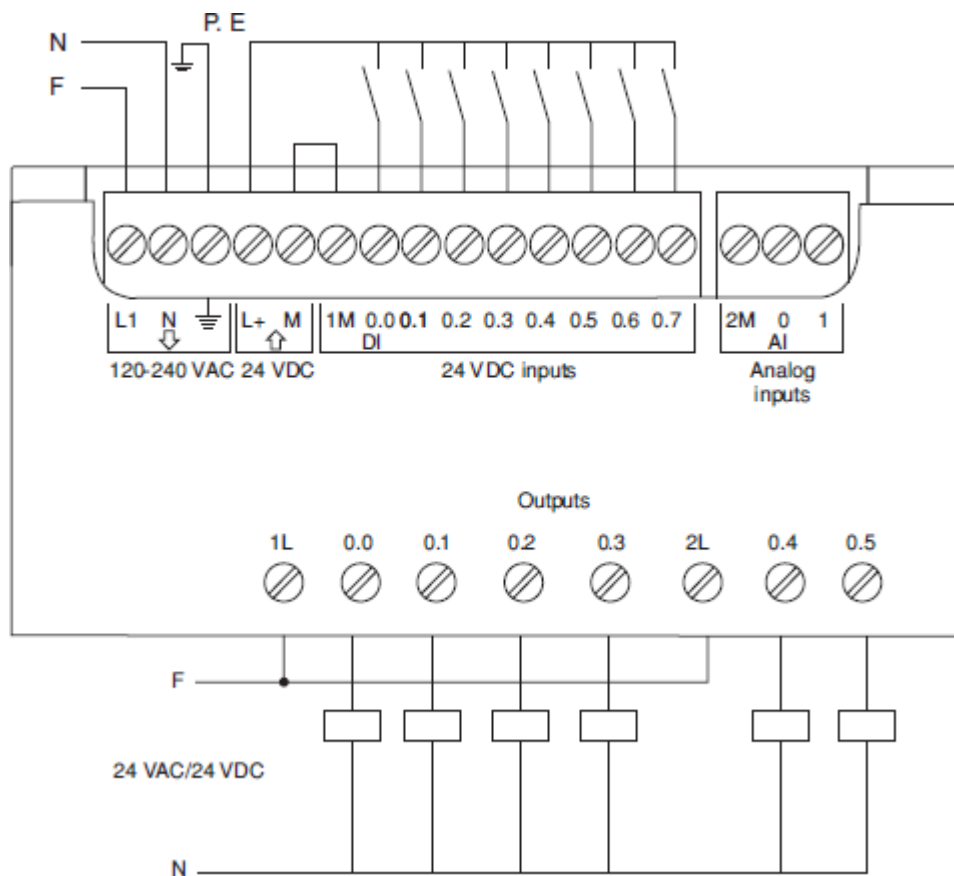 P. E
N
F
L1 N L+ M 1M 0.0 0.1 0.2 0.3 0.4 0.5 0.6 0.7 2M 0 1
DI AI
120-240 VAC 24 VDC 24 VDC inputs Analog
inputs
Outputs
1L 0.0 0.1 0.2 0.3 2L 0.4 0.5
F
24 VAC/24 VDC
N